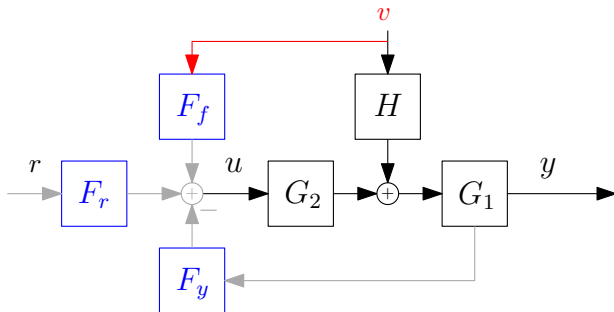 v
F_f H
r u y
F_r + G_2 + G_1
−
F_y